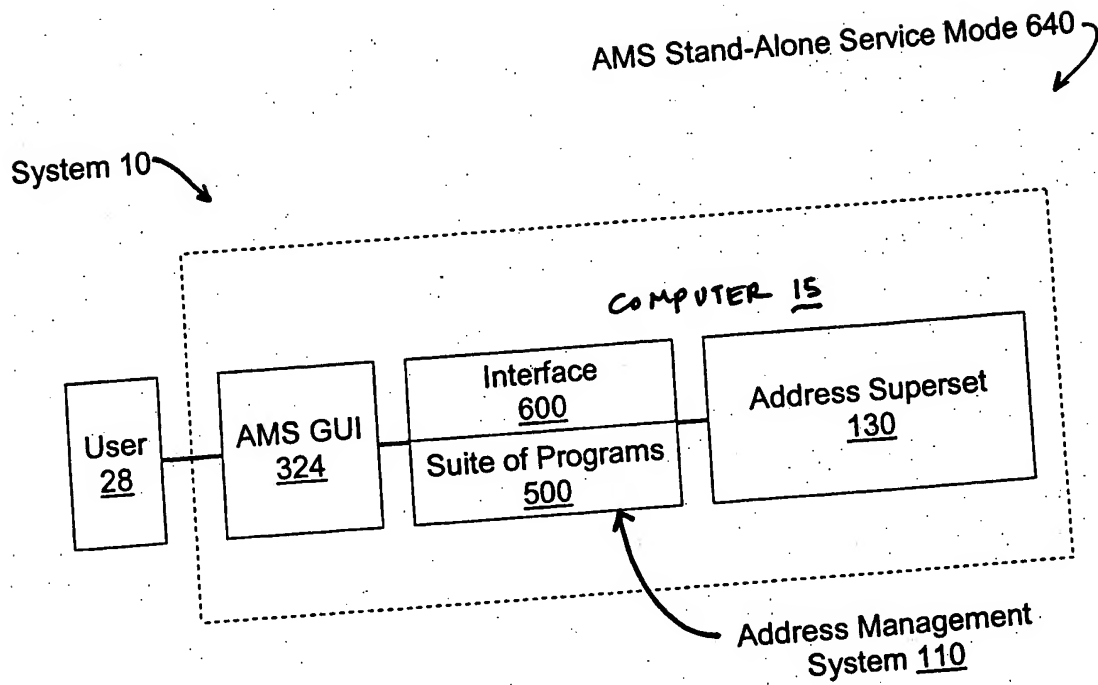 AMS Stand-Alone Service Mode 640
System 10
COMPUTER 15
User
28
AMS GUI
324
Interface
600
Suite of Programs
500
Address Superset
130
Address Management
System 110